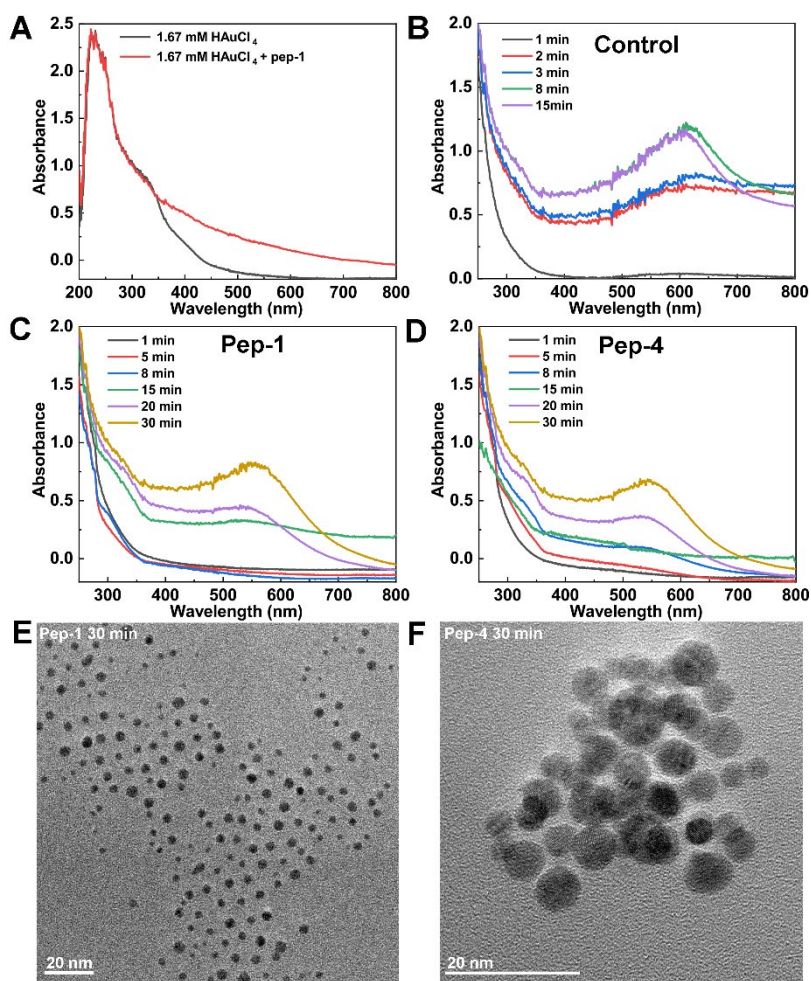 A
1.67 mM HAuCl4
1.67 mM HAuCl4 + pep-1
Absorbance
2.5
2.0
1.5
1.0
0.5
0.0
200 300 400 500 600 700 800
Wavelength (nm)
B
Control
1 min
2 min
3 min
8 min
15min
Absorbance
2.0
1.5
1.0
0.5
0.0
300 400 500 600 700 800
Wavelength (nm)
C
Pep-1
1 min
5 min
8 min
15 min
20 min
30 min
Absorbance
2.0
1.5
1.0
0.5
0.0
300 400 500 600 700 800
Wavelength (nm)
D
Pep-4
1 min
5 min
8 min
15 min
20 min
30 min
Absorbance
2.0
1.5
1.0
0.5
0.0
300 400 500 600 700 800
Wavelength (nm)
E
Pep-1 30 min
20 nm
F
Pep-4 30 min
20 nm